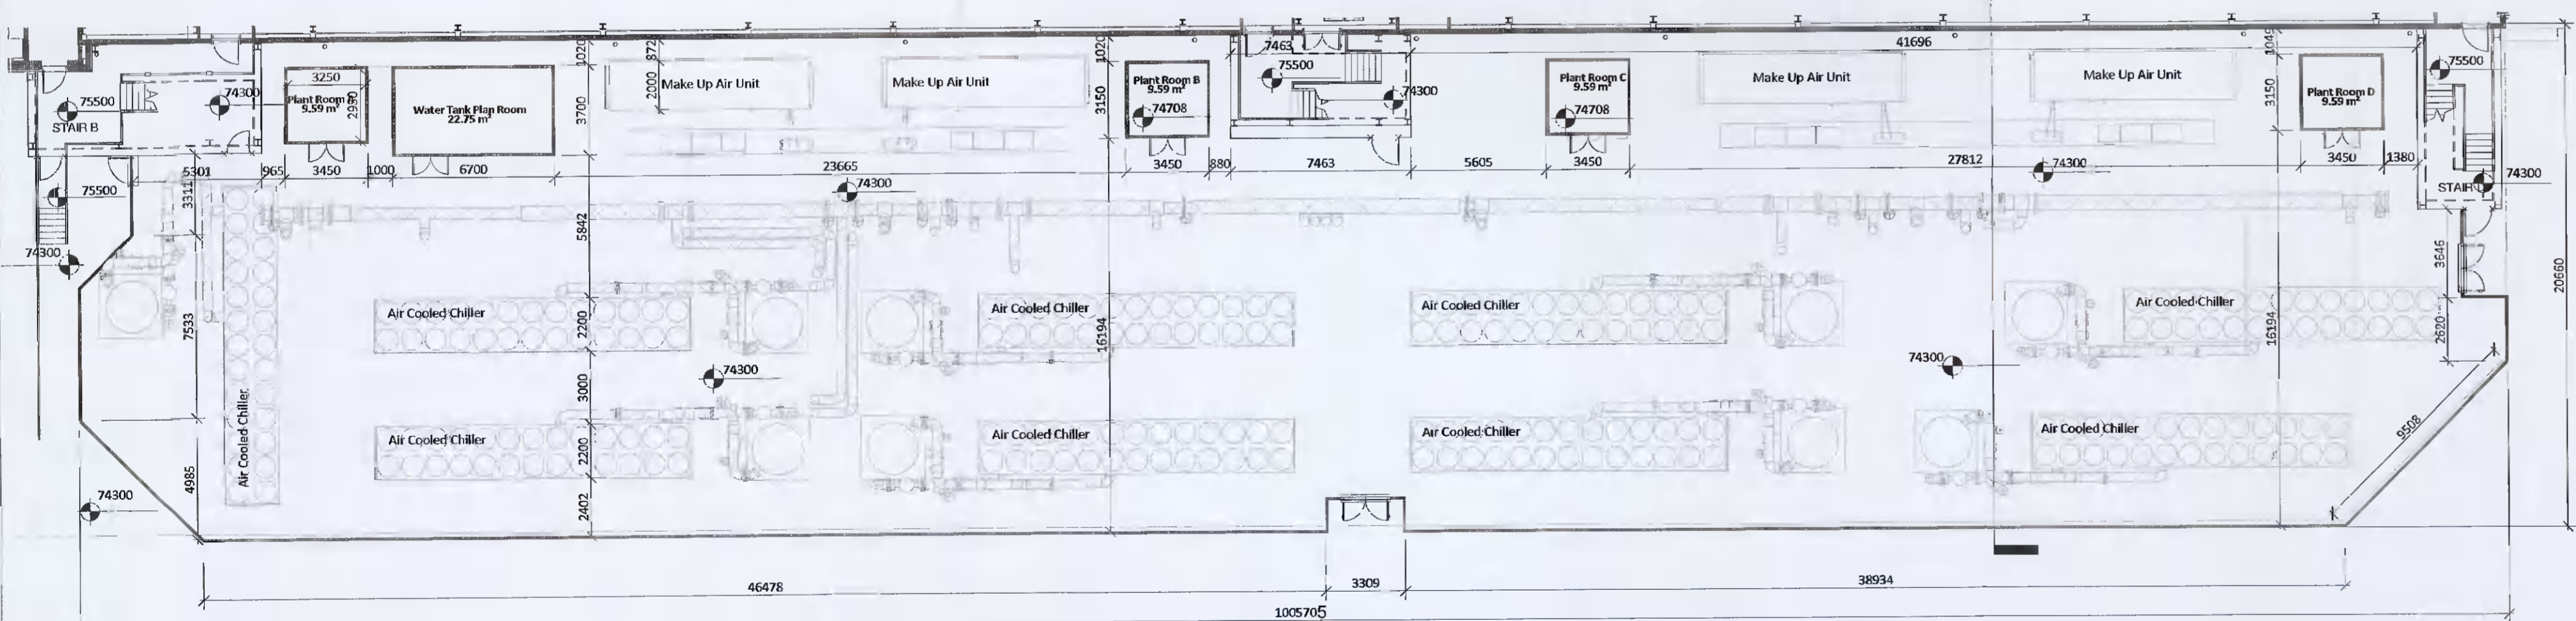 7463
41696
1020
872
1020
1049
75500
74300
3250
Plant Room
9.59 m²
2950
Water Tank Plan Room
22.75 m²
3700
2000
Make Up Air Unit
Make Up Air Unit
3150
Plant Room B
9.59 m²
74708
75500
74300
Plant Room C
9.59 m²
74708
Make Up Air Unit
Make Up Air Unit
3150
Plant Room D
9.59 m²
75500
STAIR B
5301
965
3450
1000
6700
23665
3450
880
7463
5605
3450
27812
74300
3450
1380
74300
STAIR
75500
3311
74300
5842
74300
3646
20660
7533
Air Cooled Chiller
2200
Air Cooled Chiller
16194
Air Cooled Chiller
Air Cooled Chiller
16194
2620
74300
74300
3000
Air Cooled Chiller
Air Cooled Chiller
Air Cooled Chiller
Air Cooled Chiller
Air Cooled Chiller
9508
4985
2200
74300
2402
46478
3309
38934
1005705